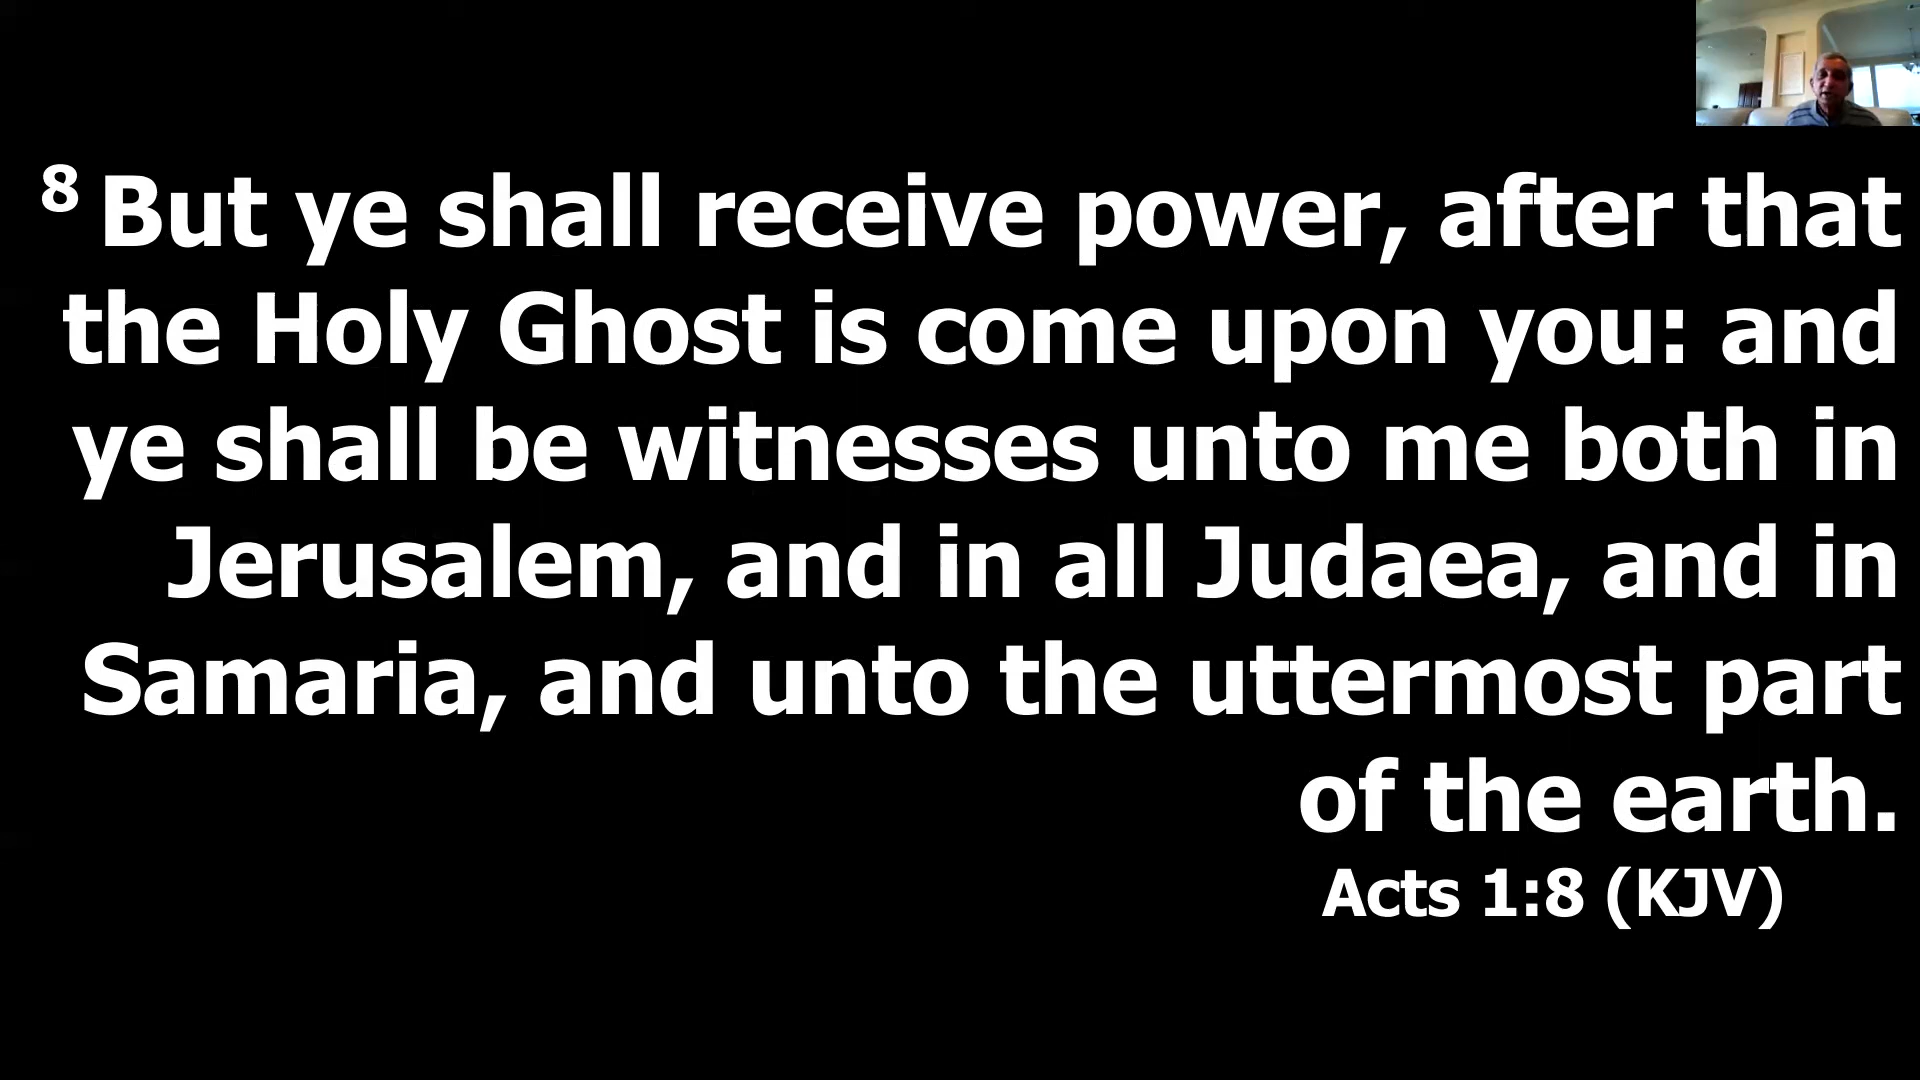 8 But ye shall receive power, after that
the Holy Ghost is come upon you: and
ye shall be witnesses unto me both in
Jerusalem, and in all Judaea, and in
Samaria, and unto the uttermost part
of the earth.
Acts 1:8 (KJV)